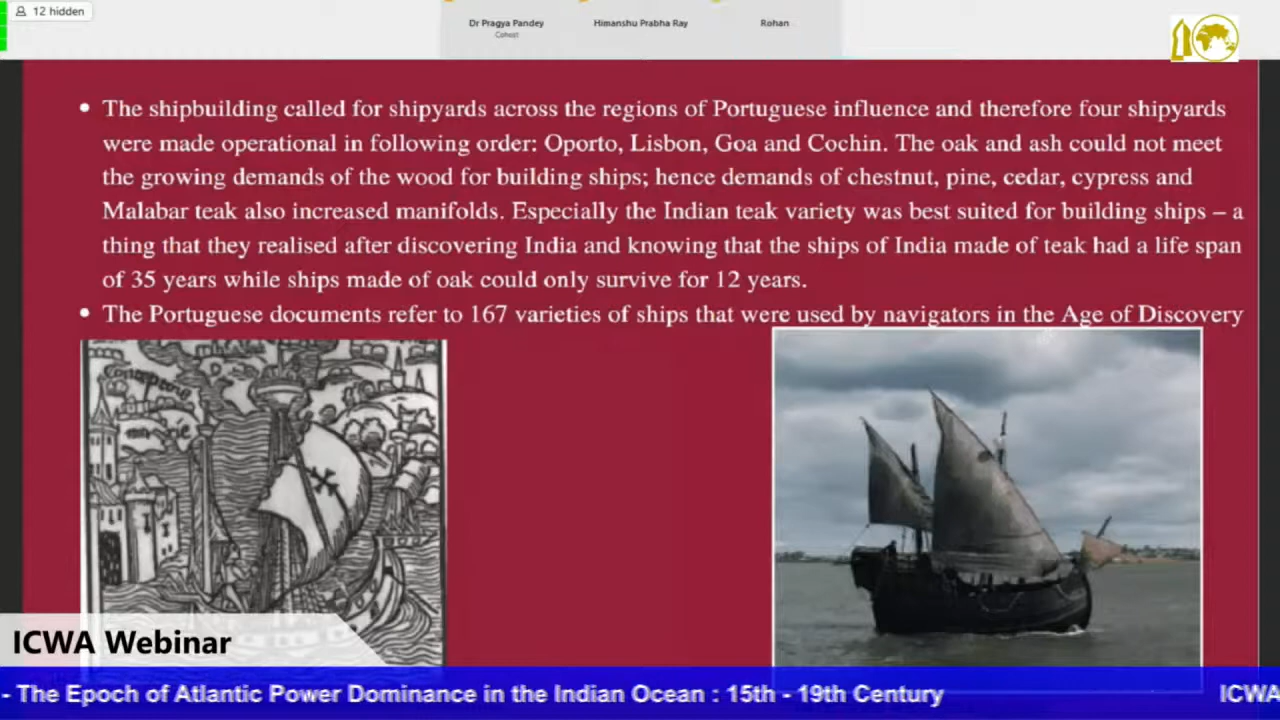 12 hidden
Dr Pragya Pandey
Cohost
Himanshu Prabha Ray
Rohan
• The shipbuilding called for shipyards across the regions of Portuguese influence and therefore four shipyards
were made operational in following order: Oporto, Lisbon, Goa and Cochin. The oak and ash could not meet
the growing demands of the wood for building ships; hence demands of chestnut, pine, cedar, cypress and
Malabar teak also increased manifolds. Especially the Indian teak variety was best suited for building ships – a
thing that they realised after discovering India and knowing that the ships of India made of teak had a life span
of 35 years while ships made of oak could only survive for 12 years.
• The Portuguese documents refer to 167 varieties of ships that were used by navigators in the Age of Discovery
ICWA Webinar
- The Epoch of Atlantic Power Dominance in the Indian Ocean : 15th - 19th Century
ICWA